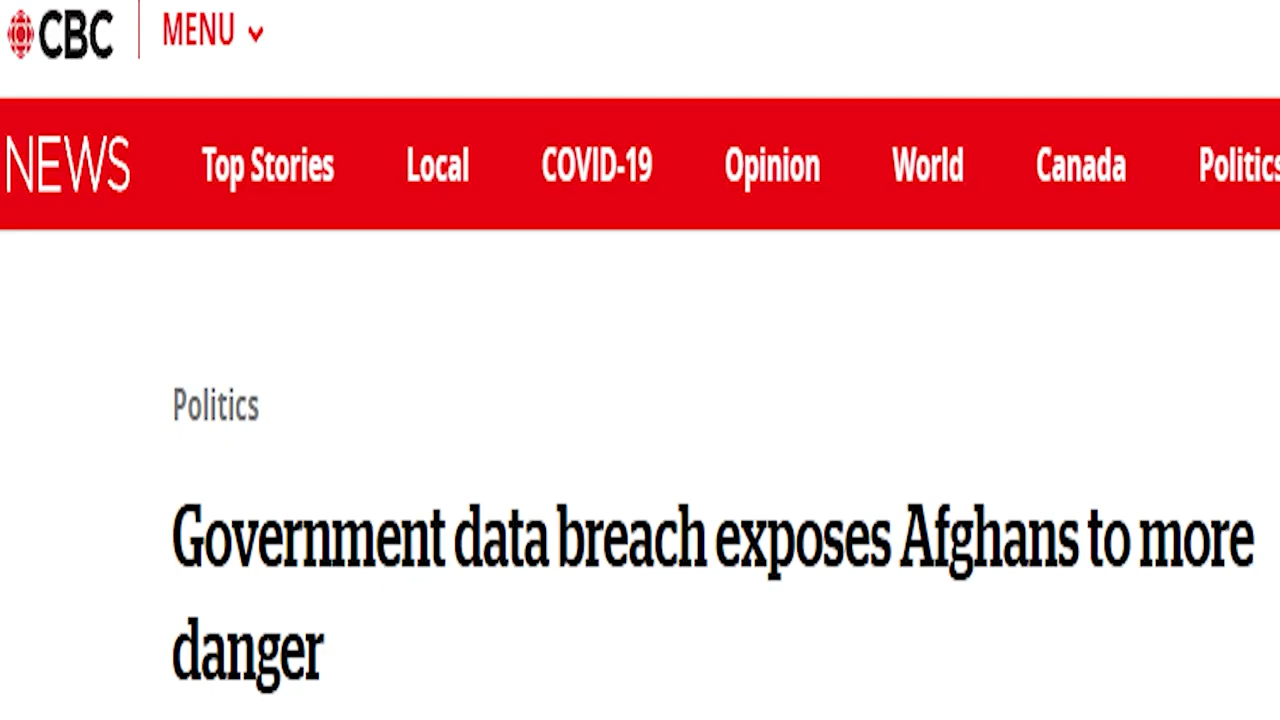 CBC MENU
NEWS Top Stories Local COVID-19 Opinion World Canada Politics
Politics
Government data breach exposes Afghans to more
danger